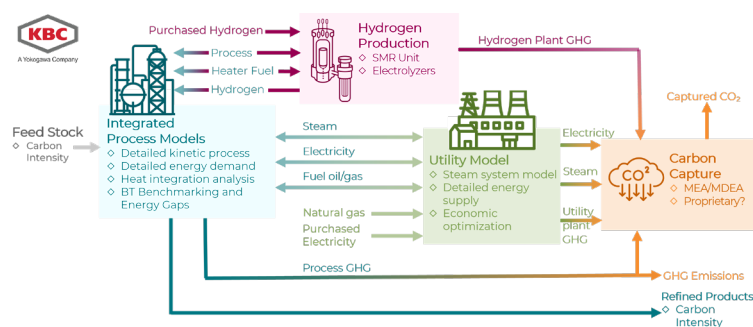 KBC
A Yokogawa Company
Purchased Hydrogen
Process
Heater Fuel
Hydrogen
Hydrogen
Production
◇ SMR Unit
◇ Electrolyzers
Hydrogen Plant GHG
Captured CO₂
Feed Stock
◇ Carbon
Intensity
Integrated
Process Models
◇ Detailed kinetic process
◇ Detailed energy demand
◇ Heat integration analysis
◇ BT Benchmarking and
Energy Gaps
Steam
Electricity
Fuel oil/gas
Natural gas
Purchased
Electricity
Utility Model
◇ Steam system model
◇ Detailed energy
supply
◇ Economic
optimization
Electricity
Steam
Utility
plant
GHG
CO²
Carbon
Capture
◇ MEA/MDEA
◇ Proprietary?
Process GHG
GHG Emissions
Refined Products
◇ Carbon
Intensity